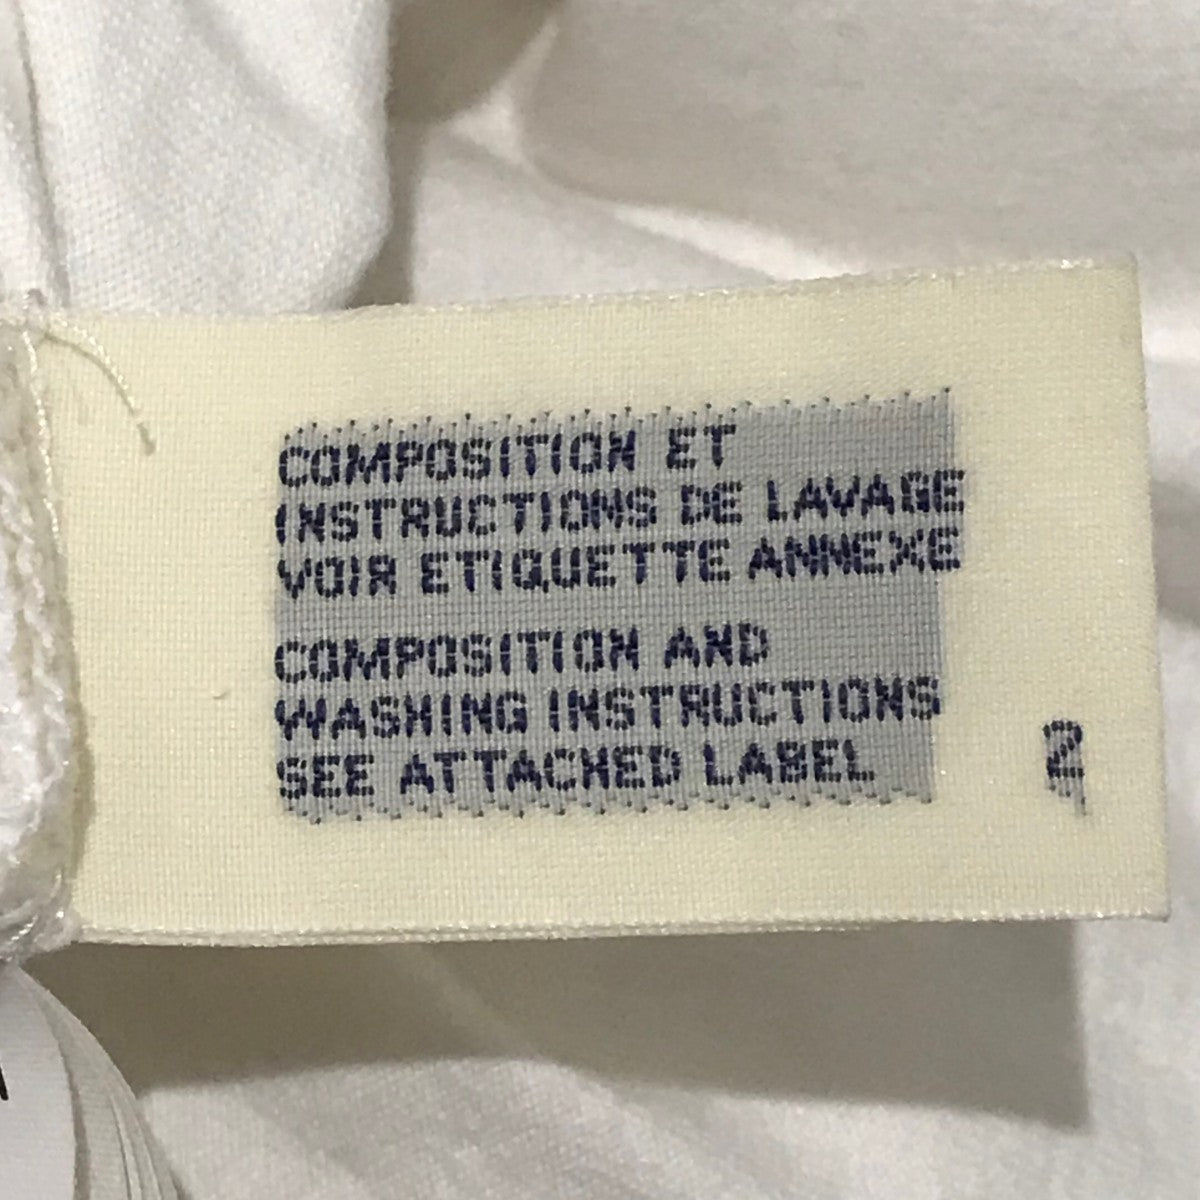 COMPOSITION ET
INSTRUCTIONS DE LAVAGE
VOIR ETIQUETTE ANNEXE
COMPOSITION AND
WASHING INSTRUCTIONS
SEE ATTACHED LABEL
2